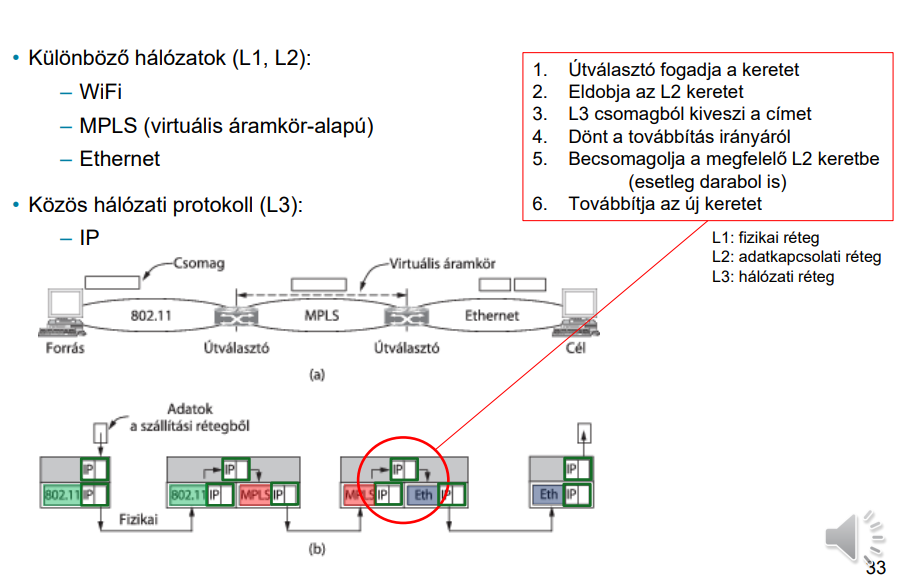 • Különböző hálózatok (L1, L2):
– WiFi
– MPLS (virtuális áramkör-alapú)
– Ethernet
• Közös hálózati protokoll (L3):
– IP
1. Útválasztó fogadja a keretet
2. Eldobja az L2 keretet
3. L3 csomagból kiveszi a címet
4. Dönt a továbbítás irányáról
5. Becsomagolja a megfelelő L2 keretbe
(esetleg darabol is)
6. Továbbítja az új keretet
L1: fizikai réteg
L2: adatkapcsolati réteg
L3: hálózati réteg
Csomag
Virtuális áramkör
802.11
MPLS
Ethernet
Forrás
Útválasztó
Útválasztó
Cél
(a)
Adatok
a szállítási rétegből
IP
IP
IP
IP
802.11 IP
802.11 IP
MPLS IP
MPLS IP
Eth IP
Eth IP
Fizikai
(b)
33